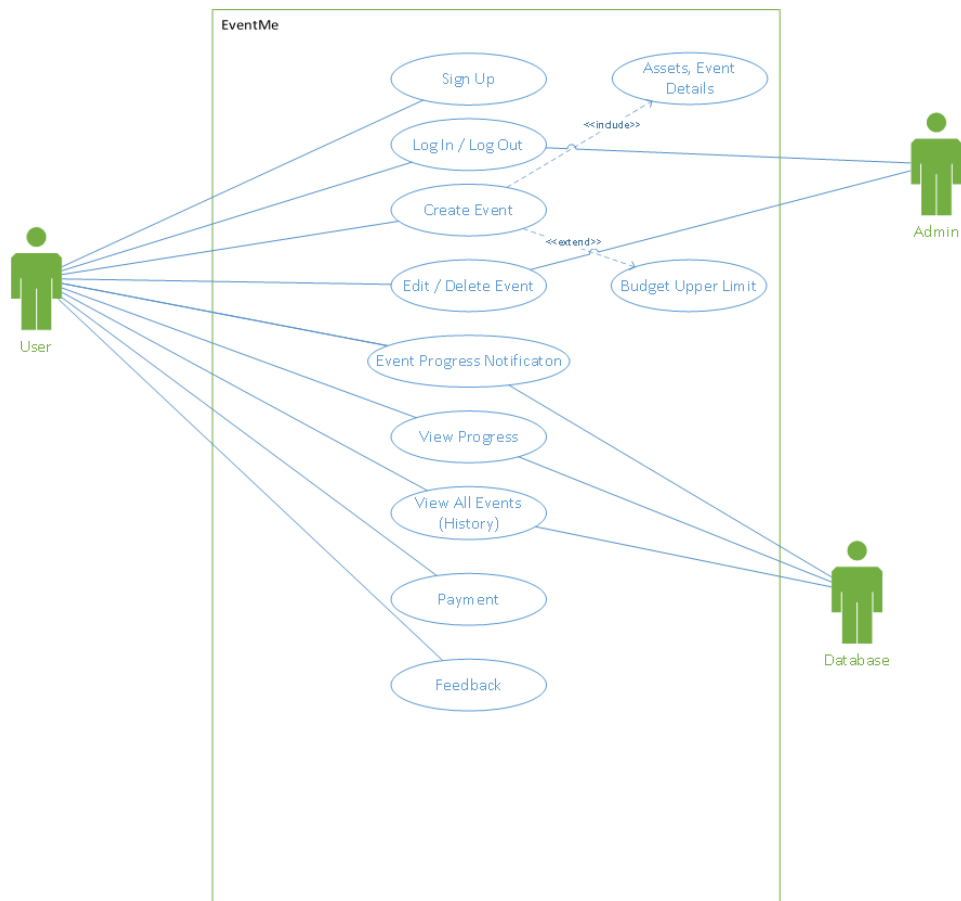 EventMe
Sign Up
Assets, Event
Details
<<include>>
Log In / Log Out
Create Event
Admin
<<extend>>
Edit / Delete Event
Budget Upper Limit
User
Event Progress Notificaton
View Progress
View All Events
(History)
Payment
Database
Feedback